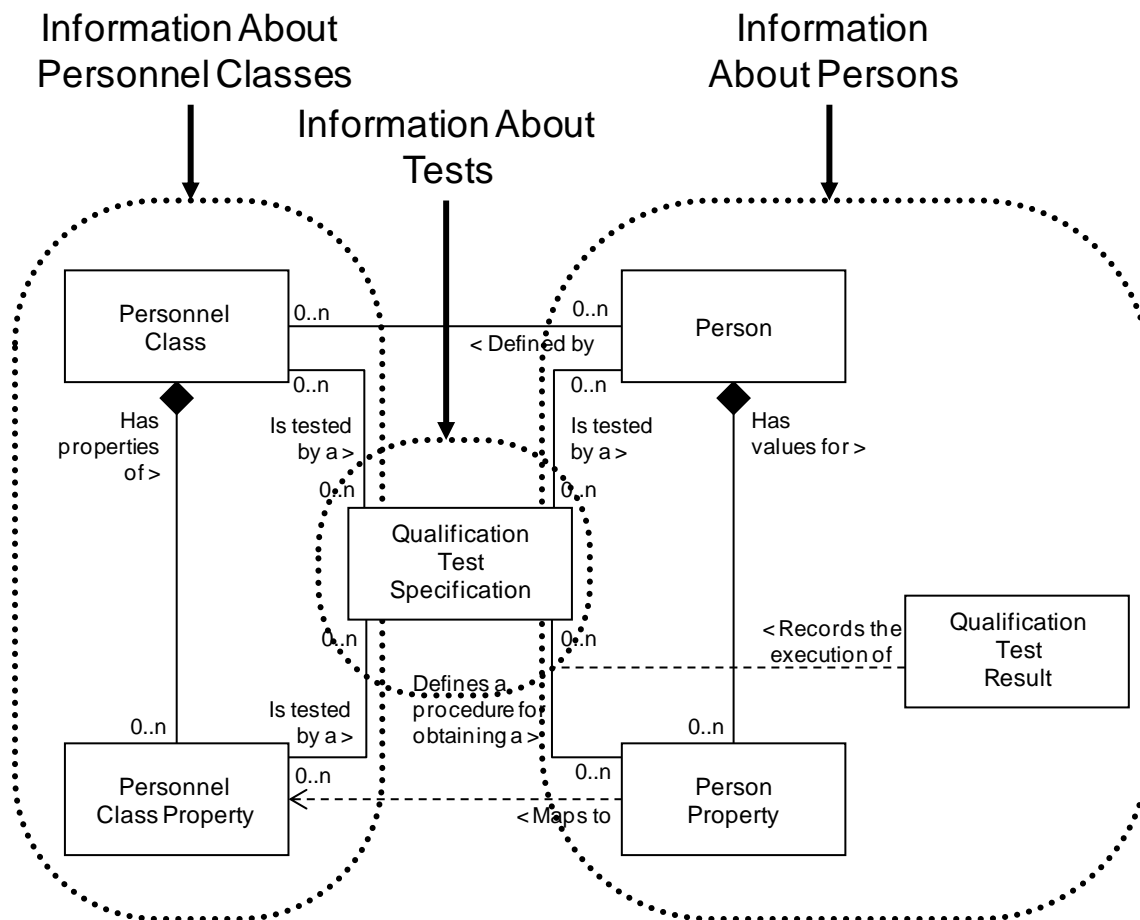 Information About
Personnel Classes
Information
About Persons
Information About
Tests
Personnel
Class
0..n
0..n
< Defined by
Person
0..n
0..n
Has
properties
of >
Is tested
by a >
Is tested
by a >
Has
values for >
0..n
0..n
Qualification
Test
Specification
0..n
0..n
< Records the
execution of
Qualification
Test
Result
Defines a
procedure for
obtaining a >
Is tested
by a >
0..n
0..n
Personnel
Class Property
0..n
0..n
< Maps to
Person
Property